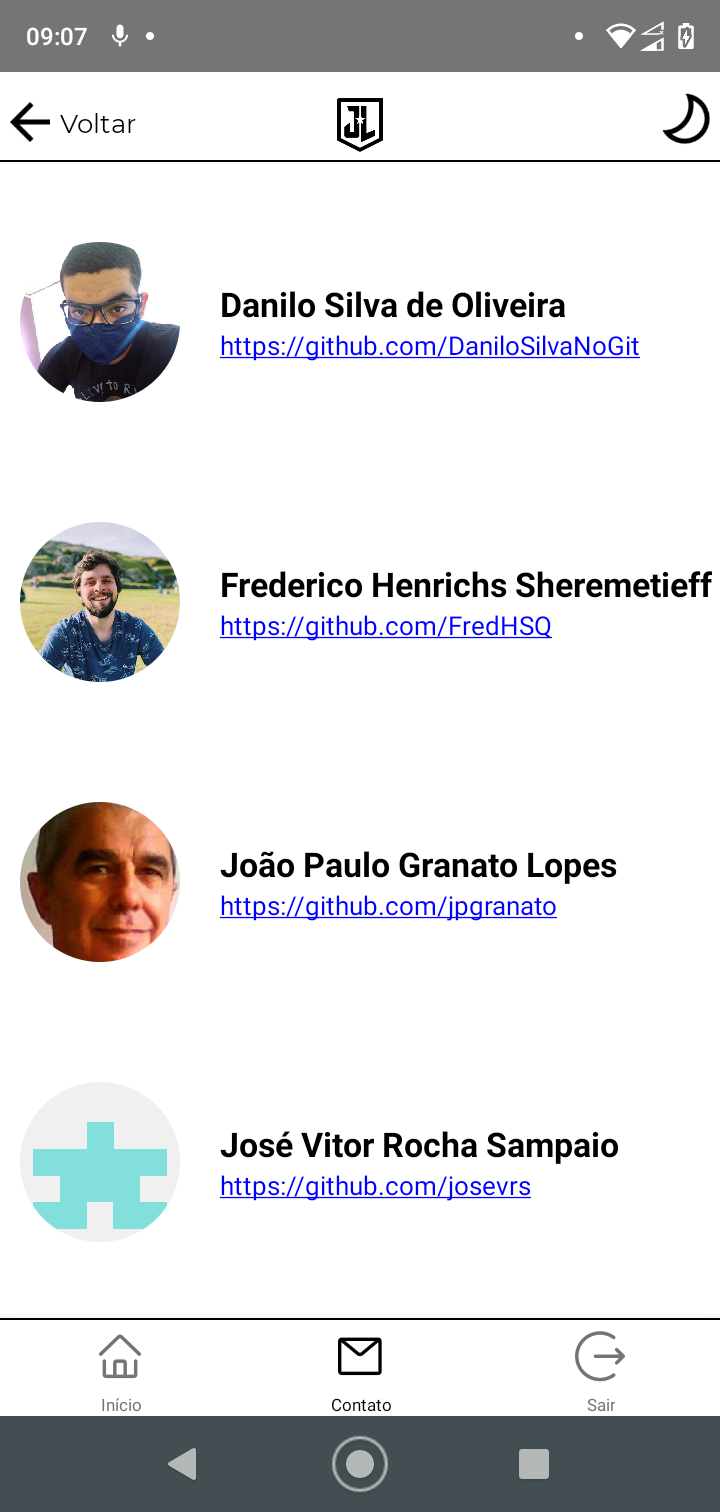 09:07
Voltar
JL
Danilo Silva de Oliveira
https://github.com/DaniloSilvaNoGit
Frederico Henrichs Sheremetieff
https://github.com/FredHSQ
João Paulo Granato Lopes
https://github.com/jpgranato
José Vitor Rocha Sampaio
https://github.com/josevrs
Início
Contato
Sair